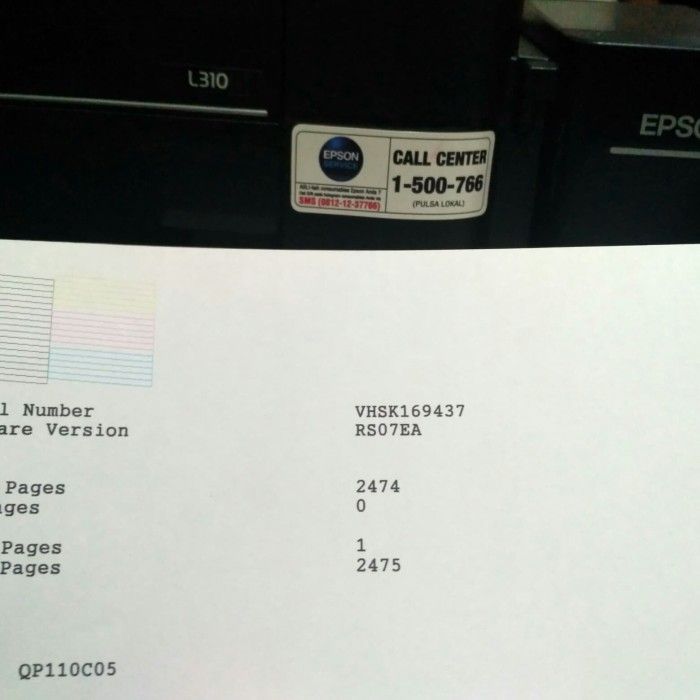 L310
EPSON
EPSON
SERVICE
CALL CENTER
1-500-766
(PULSA LOKAL)
SMS (0812-12-37766)
l Number VHSK169437
are Version RS07EA
Pages 2474
ges 0
Pages 1
Pages 2475
QP110C05